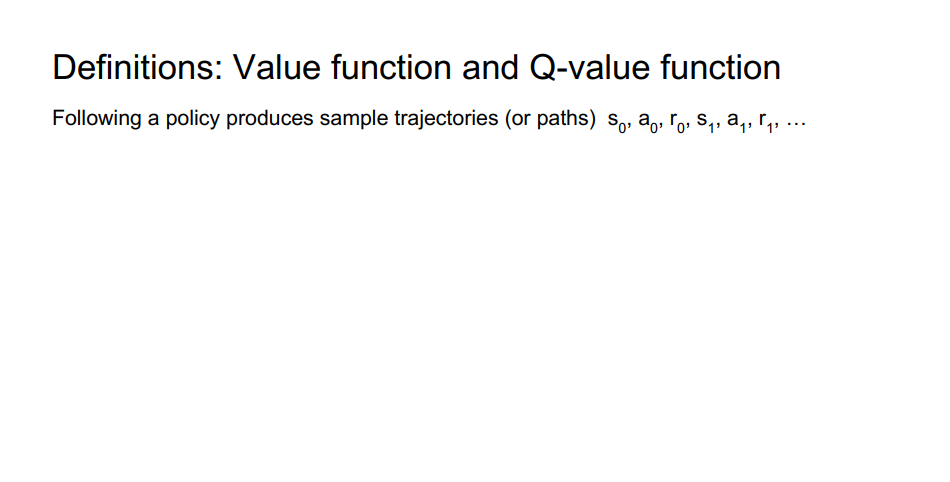 Definitions: Value function and Q-value function
Following a policy produces sample trajectories (or paths) s₀, a₀, r₀, s₁, a₁, r₁, …